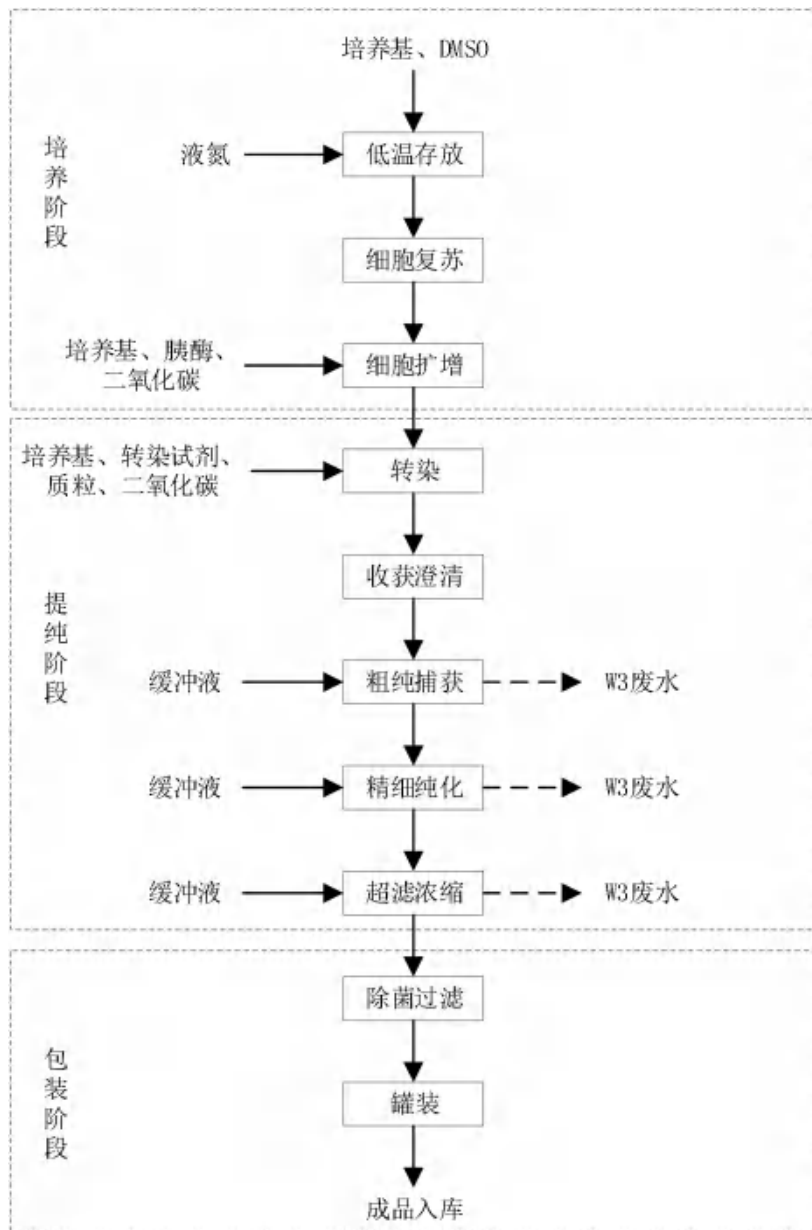 培养基、DMSO
培养阶段
液氮
低温存放
细胞复苏
培养基、胰酶、
二氧化碳
细胞扩增
培养基、转染试剂、
质粒、二氧化碳
转染
收获澄清
提纯阶段
缓冲液
粗纯捕获
W3废水
缓冲液
精细纯化
W3废水
缓冲液
超滤浓缩
W3废水
除菌过滤
包装阶段
罐装
成品入库